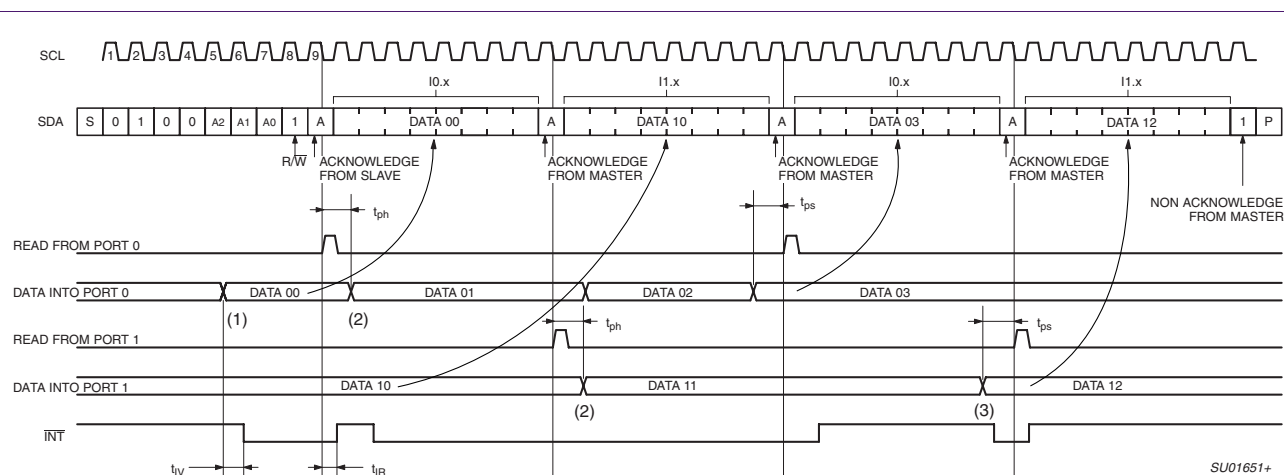 SCL 1 2 3 4 5 6 7 8 9
I0.x I1.x I0.x I1.x
SDA S 0 1 0 0 A2 A1 A0 1 A DATA 00 A DATA 10 A DATA 03 A DATA 12 1 P
R/W ACKNOWLEDGE FROM SLAVE
ACKNOWLEDGE FROM MASTER
ACKNOWLEDGE FROM MASTER
ACKNOWLEDGE FROM MASTER
NON ACKNOWLEDGE FROM MASTER
tph tps
READ FROM PORT 0
DATA INTO PORT 0 DATA 00 DATA 01 DATA 02 DATA 03
(1) (2)
tph tps
READ FROM PORT 1
DATA INTO PORT 1 DATA 10 DATA 11 DATA 12
(2) (3)
INT
tIV tIR
SU01651+